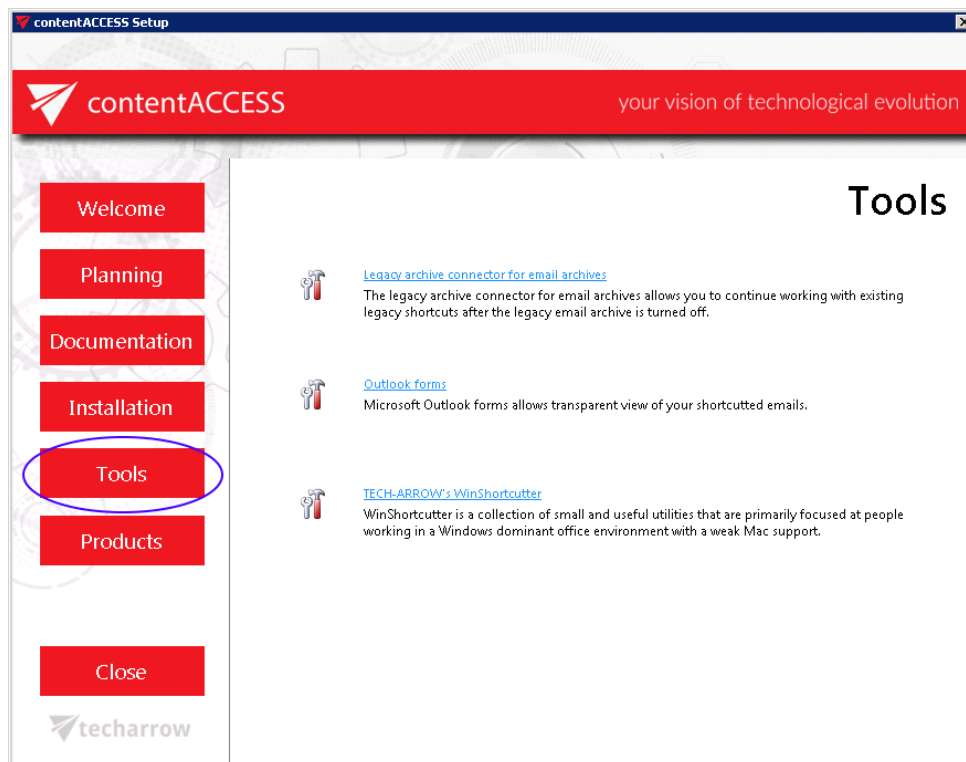 contentACCESS Setup
contentACCESS
your vision of technological evolution
Welcome
Planning
Documentation
Installation
Tools
Products
Close
techarrow
Tools
Legacy archive connector for email archives
The legacy archive connector for email archives allows you to continue working with existing
legacy shortcuts after the legacy email archive is turned off.
Outlook forms
Microsoft Outlook forms allows transparent view of your shortcutted emails.
TECH-ARROW's WinShortcutter
WinShortcutter is a collection of small and useful utilities that are primarily focused at people
working in a Windows dominant office environment with a weak Mac support.